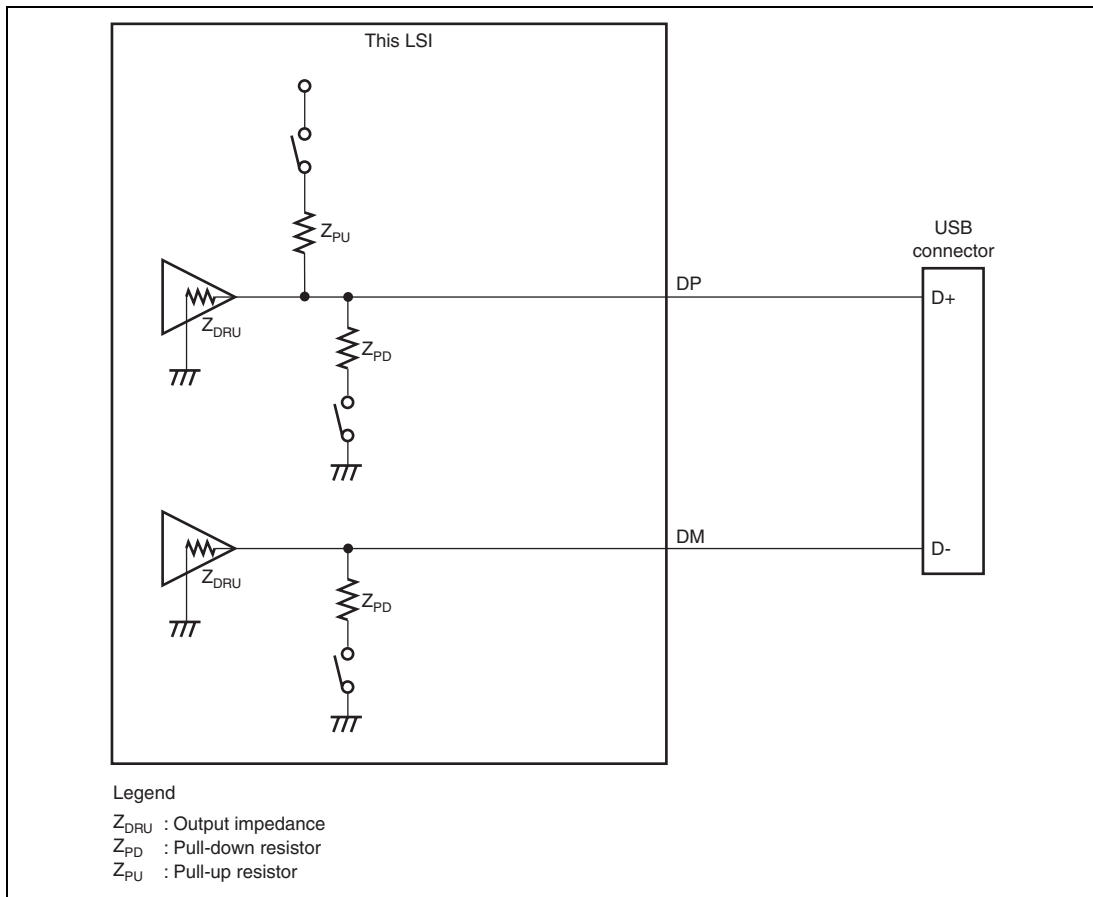 This LSI
Z_PU
USB
connector
DP
D+
Z_DRU
Z_PD
DM
D-
Z_DRU
Z_PD
Legend
Z_DRU : Output impedance
Z_PD : Pull-down resistor
Z_PU : Pull-up resistor